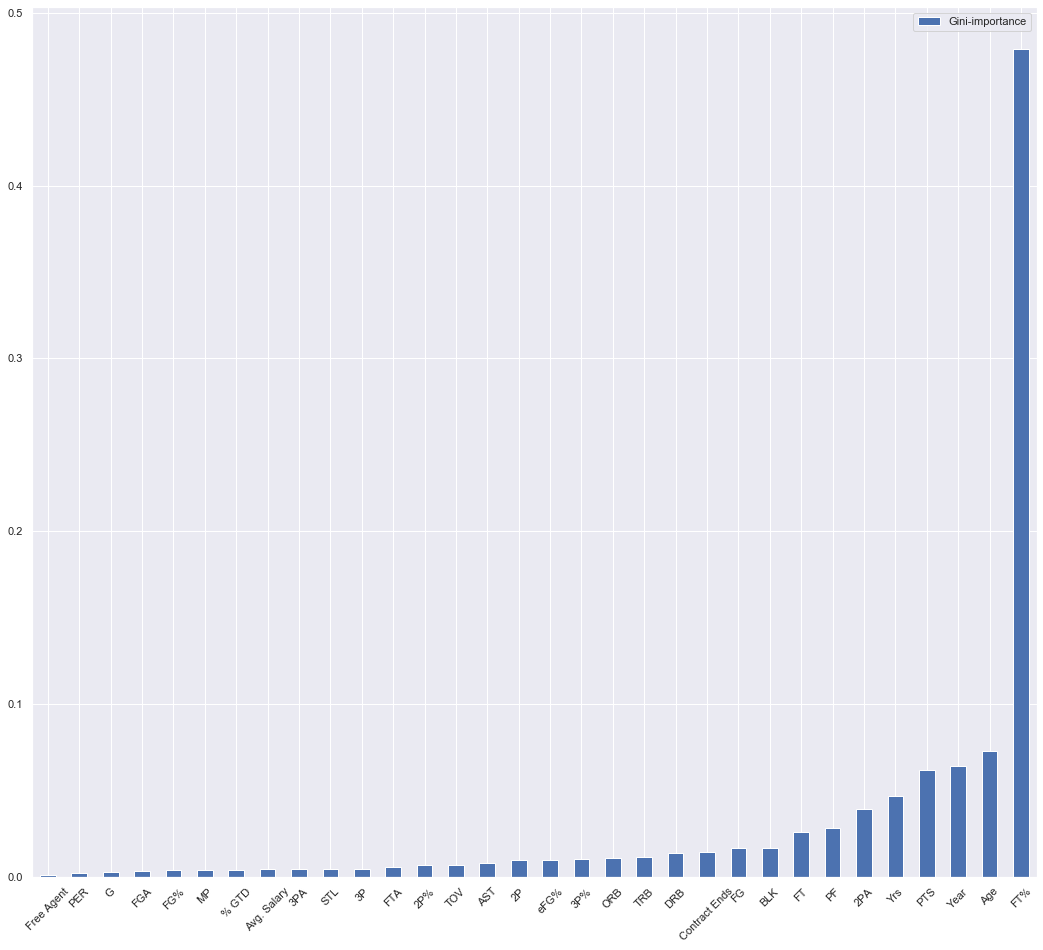 0.5
Gini-importance
0.4
0.3
0.2
0.1
0.0
Free Agent
PER
G
FGA
FG%
MP
% GTD
Avg. Salary
3PA
STL
3P
FTA
2P%
TOV
AST
2P
eFG%
3P%
ORB
TRB
DRB
Contract Ends
FG
BLK
FT
PF
2PA
Yrs
PTS
Year
Age
FT%